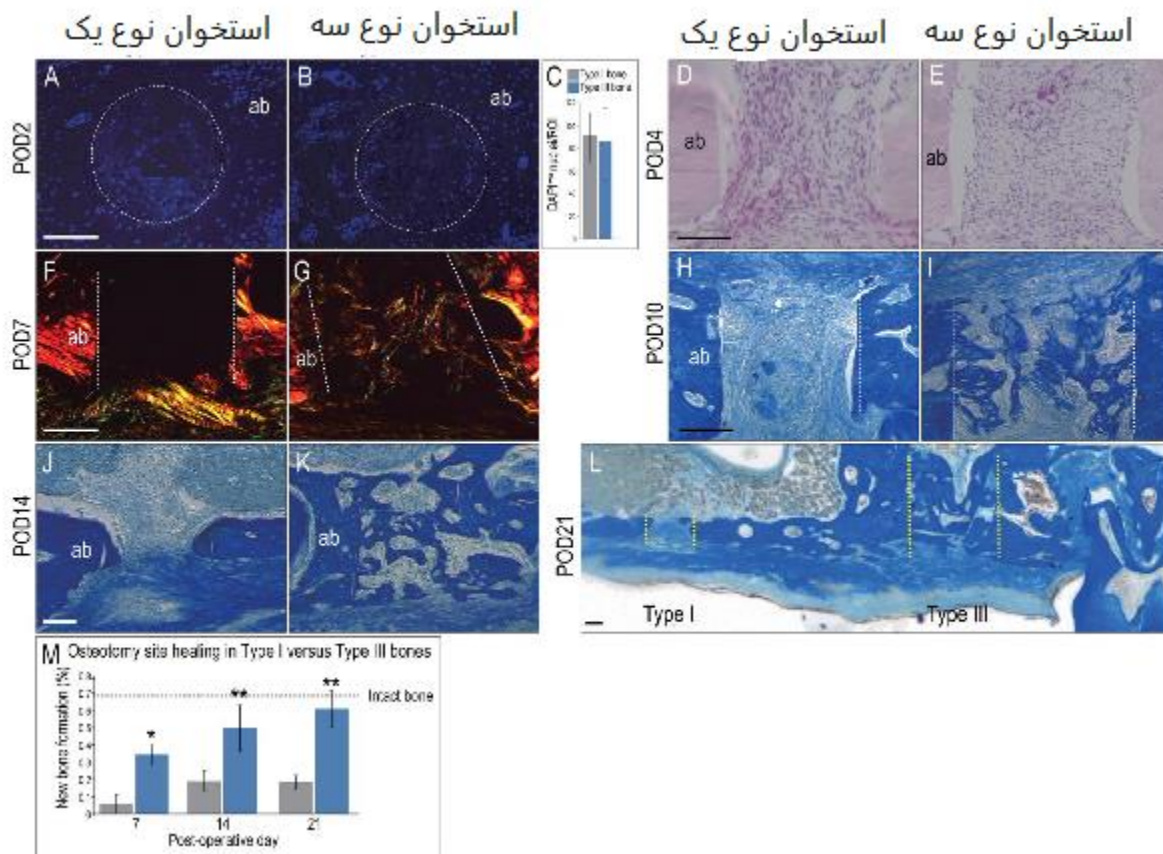 استخوان نوع یک
استخوان نوع سه
استخوان نوع یک
استخوان نوع سه
POD2
A
ab
B
ab
C
Type I bone
Type III bone
POD4
D
ab
E
ab
POD7
F
ab
G
ab
POD10
H
ab
I
POD14
J
ab
K
ab
POD21
L
Type I
Type III
M Osteotomy site healing in Type I versus Type III bones
New bone formation (%)
Intact bone
*
**
**
7
14
21
Post-operative day